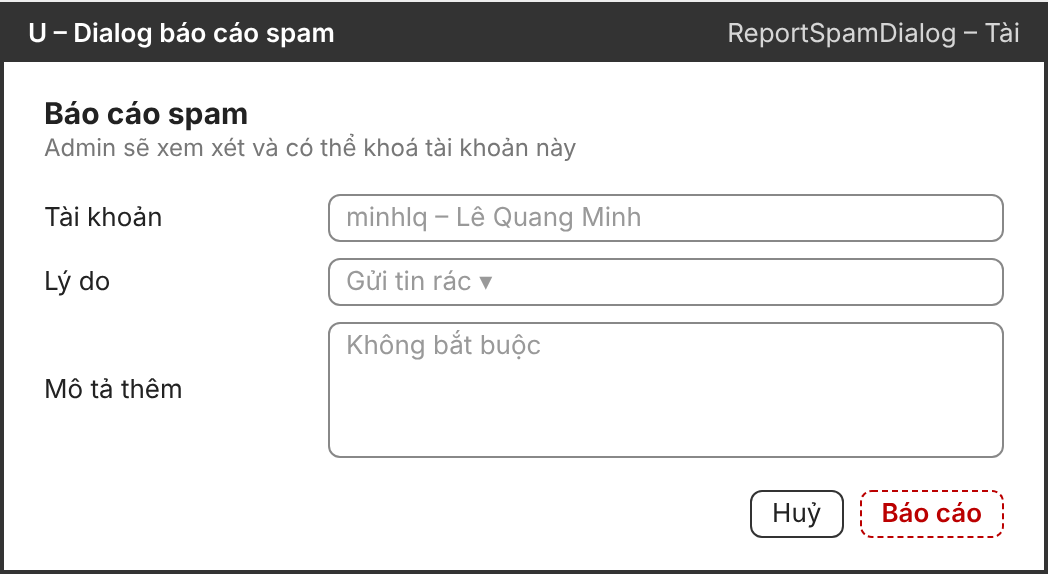 U – Dialog báo cáo spam
ReportSpamDialog – Tài
Báo cáo spam
Admin sẽ xem xét và có thể khoá tài khoản này
Tài khoản
minhlq – Lê Quang Minh
Lý do
Gửi tin rác ▾
Mô tả thêm
Không bắt buộc
Huỷ
Báo cáo